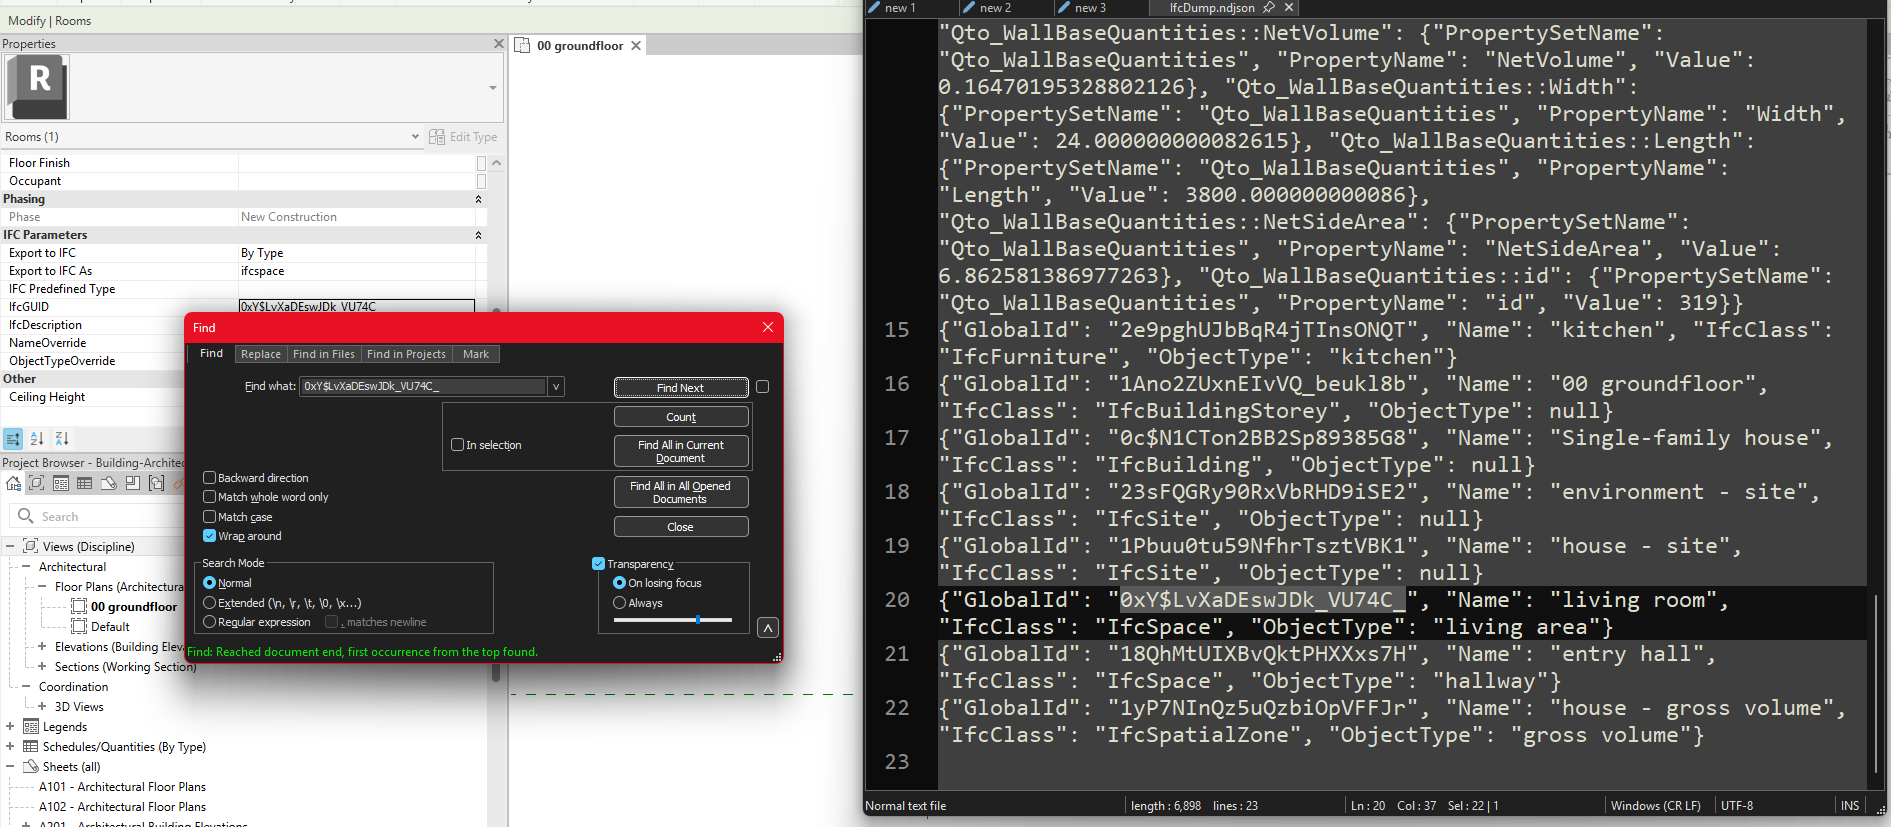 Modify | Rooms
Properties
R
Rooms (1)
Edit Type
Floor Finish
Occupant
Phasing
Phase New Construction
IFC Parameters
Export to IFC By Type
Export to IFC As ifcspace
IFC Predefined Type
IfcGUID 0xY$LvXaDEswJDk_VU74C_
IfcDescription
NameOverride
ObjectTypeOverride
Other
Ceiling Height
Project Browser - Building-Architec
Search
Views (Discipline)
Architectural
Floor Plans (Architectura
00 groundfloor
Default
Elevations (Building Elev
Sections (Working Section)
Coordination
3D Views
Legends
Schedules/Quantities (By Type)
Sheets (all)
A101 - Architectural Floor Plans
A102 - Architectural Floor Plans
A201 - Architectural Building Elevations
00 groundfloor
Find
Find Replace Find in Files Find in Projects Mark
Find what: 0xY$LvXaDEswJDk_VU74C_
Find Next
Count
In selection
Find All in Current
Document
Find All in All Opened
Documents
Close
Backward direction
Match whole word only
Match case
Wrap around
Search Mode
Normal
Extended (\n, \r, \t, \0, \x...)
Regular expression . matches newline
Transparency
On losing focus
Always
Find: Reached document end, first occurrence from the top found.
new 1 new 2 new 3 IfcDump.ndjson
"Qto_WallBaseQuantities::NetVolume": {"PropertySetName":
"Qto_WallBaseQuantities", "PropertyName": "NetVolume", "Value":
0.16470195328802126}, "Qto_WallBaseQuantities::Width":
{"PropertySetName": "Qto_WallBaseQuantities", "PropertyName": "Width",
"Value": 24.000000000082615}, "Qto_WallBaseQuantities::Length":
{"PropertySetName": "Qto_WallBaseQuantities", "PropertyName":
"Length", "Value": 3800.000000000086},
"Qto_WallBaseQuantities::NetSideArea": {"PropertySetName":
"Qto_WallBaseQuantities", "PropertyName": "NetSideArea", "Value":
6.862581386977263}, "Qto_WallBaseQuantities::id": {"PropertySetName":
"Qto_WallBaseQuantities", "PropertyName": "id", "Value": 319}}
15 {"GlobalId": "2e9pghUJbBqR4jTInsONQT", "Name": "kitchen", "IfcClass":
"IfcFurniture", "ObjectType": "kitchen"}
16 {"GlobalId": "1Ano2ZUxnEIvVQ_beukl8b", "Name": "00 groundfloor",
"IfcClass": "IfcBuildingStorey", "ObjectType": null}
17 {"GlobalId": "0c$N1CTon2BB2Sp89385G8", "Name": "Single-family house",
"IfcClass": "IfcBuilding", "ObjectType": null}
18 {"GlobalId": "23sFQGRy90RxVbRHD9iSE2", "Name": "environment - site",
"IfcClass": "IfcSite", "ObjectType": null}
19 {"GlobalId": "1Pbuu0tu59NfhrTsztVBK1", "Name": "house - site",
"IfcClass": "IfcSite", "ObjectType": null}
20 {"GlobalId": "0xY$LvXaDEswJDk_VU74C_", "Name": "living room",
"IfcClass": "IfcSpace", "ObjectType": "living area"}
21 {"GlobalId": "18QhMtUIXBvQktPHXXxs7H", "Name": "entry hall",
"IfcClass": "IfcSpace", "ObjectType": "hallway"}
22 {"GlobalId": "1yP7NInQz5uQzbiOpVFFJr", "Name": "house - gross volume",
"IfcClass": "IfcSpatialZone", "ObjectType": "gross volume"}
23
Normal text file length : 6,898 lines : 23 Ln : 20 Col : 37 Sel : 22 | 1 Windows (CR LF) UTF-8 INS